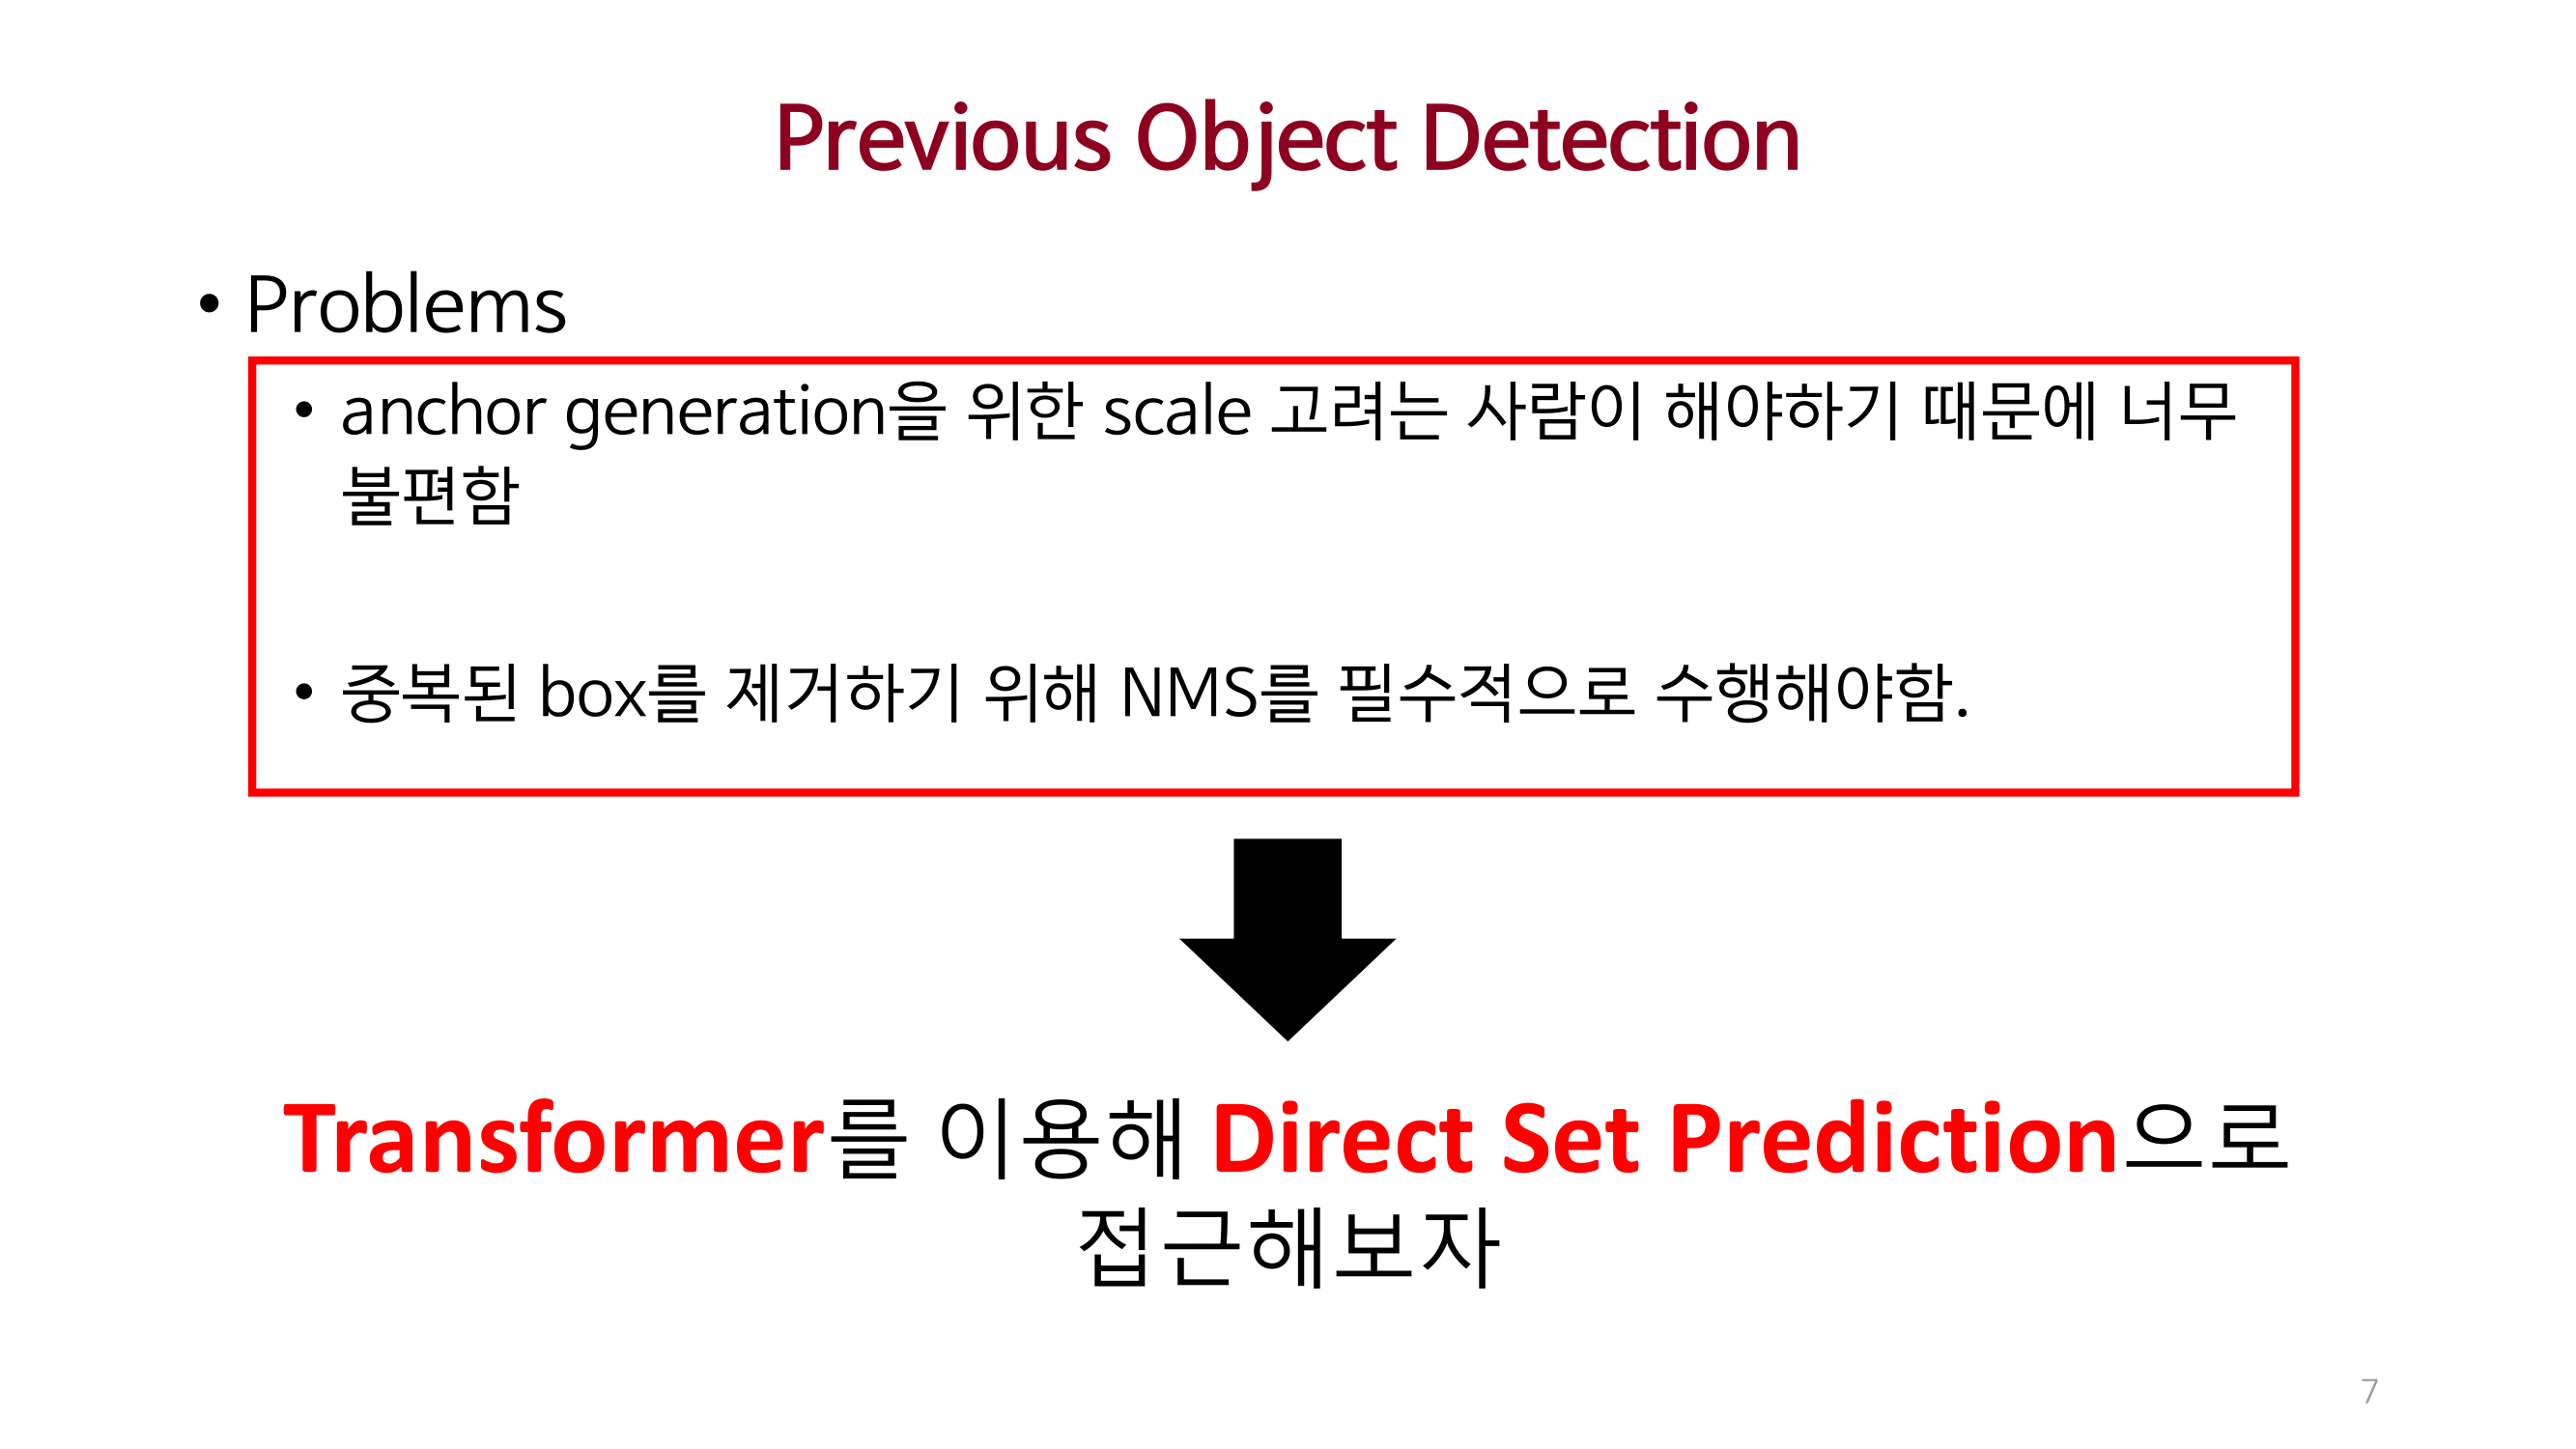 Previous Object Detection
• Problems
• anchor generation을 위한 scale 고려는 사람이 해야하기 때문에 너무
불편함
• 중복된 box를 제거하기 위해 NMS를 필수적으로 수행해야함.
Transformer를 이용해 Direct Set Prediction으로
접근해보자
7